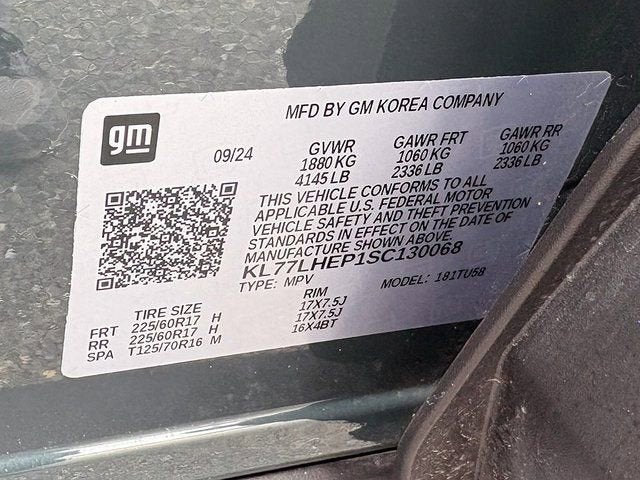 MFD BY GM KOREA COMPANY
gm
09/24
GVWR GAWR FRT GAWR RR
1880 KG 1060 KG 1060 KG
4145 LB 2336 LB 2336 LB
THIS VEHICLE CONFORMS TO ALL
APPLICABLE U.S. FEDERAL MOTOR
VEHICLE SAFETY AND THEFT PREVENTION
STANDARDS IN EFFECT ON THE DATE OF
MANUFACTURE SHOWN ABOVE.
KL77LHEP1SC130068
TYPE: MPV MODEL: 181TU58
TIRE SIZE RIM
FRT 225/60R17 H 17X7.5J
RR 225/60R17 H 17X7.5J
SPA T125/70R16 M 16X4BT